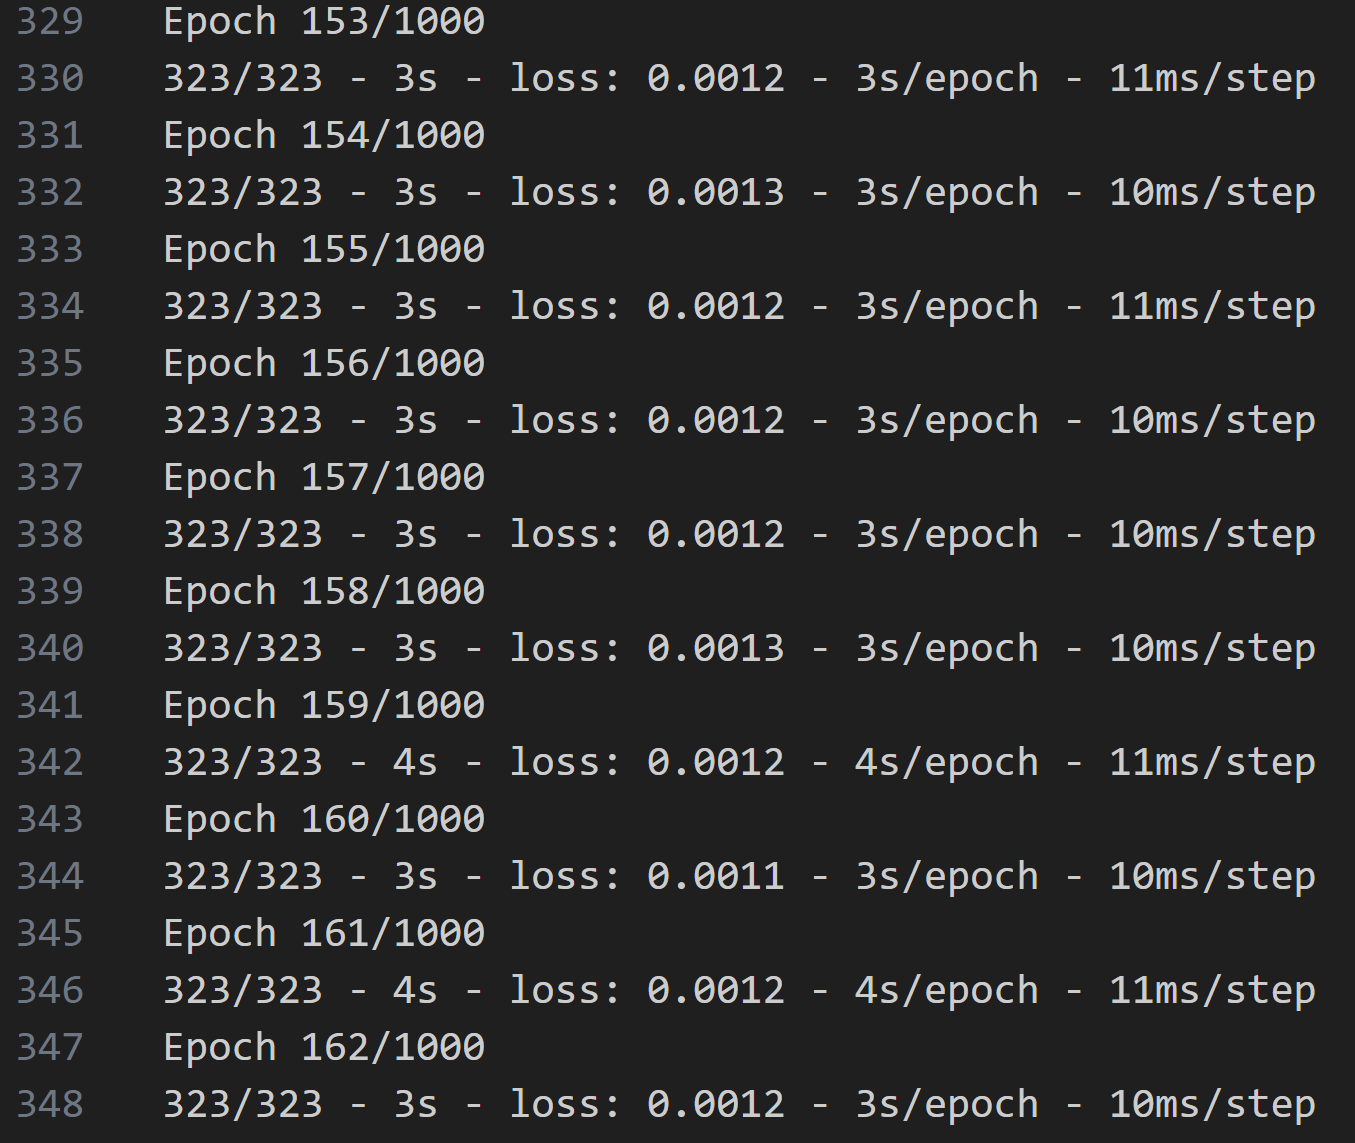 329 Epoch 153/1000
330 323/323 - 3s - loss: 0.0012 - 3s/epoch - 11ms/step
331 Epoch 154/1000
332 323/323 - 3s - loss: 0.0013 - 3s/epoch - 10ms/step
333 Epoch 155/1000
334 323/323 - 3s - loss: 0.0012 - 3s/epoch - 11ms/step
335 Epoch 156/1000
336 323/323 - 3s - loss: 0.0012 - 3s/epoch - 10ms/step
337 Epoch 157/1000
338 323/323 - 3s - loss: 0.0012 - 3s/epoch - 10ms/step
339 Epoch 158/1000
340 323/323 - 3s - loss: 0.0013 - 3s/epoch - 10ms/step
341 Epoch 159/1000
342 323/323 - 4s - loss: 0.0012 - 4s/epoch - 11ms/step
343 Epoch 160/1000
344 323/323 - 3s - loss: 0.0011 - 3s/epoch - 10ms/step
345 Epoch 161/1000
346 323/323 - 4s - loss: 0.0012 - 4s/epoch - 11ms/step
347 Epoch 162/1000
348 323/323 - 3s - loss: 0.0012 - 3s/epoch - 10ms/step